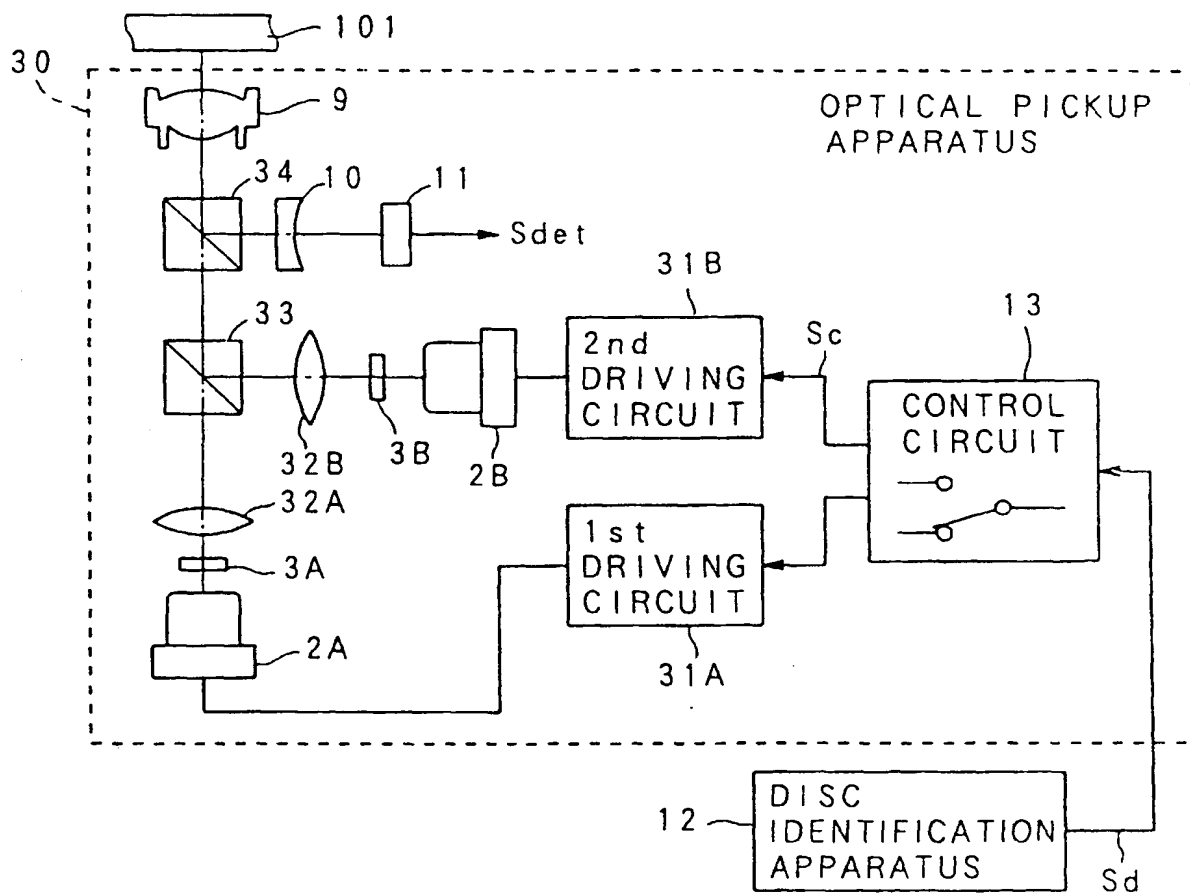 101
30
9
OPTICAL PICKUP
APPARATUS
34
10
11
Sdet
31B
13
33
2nd
DRIVING
CIRCUIT
Sc
CONTROL
CIRCUIT
32B
3B
2B
32A
1st
DRIVING
CIRCUIT
3A
2A
31A
12
DISC
IDENTIFICATION
APPARATUS
Sd